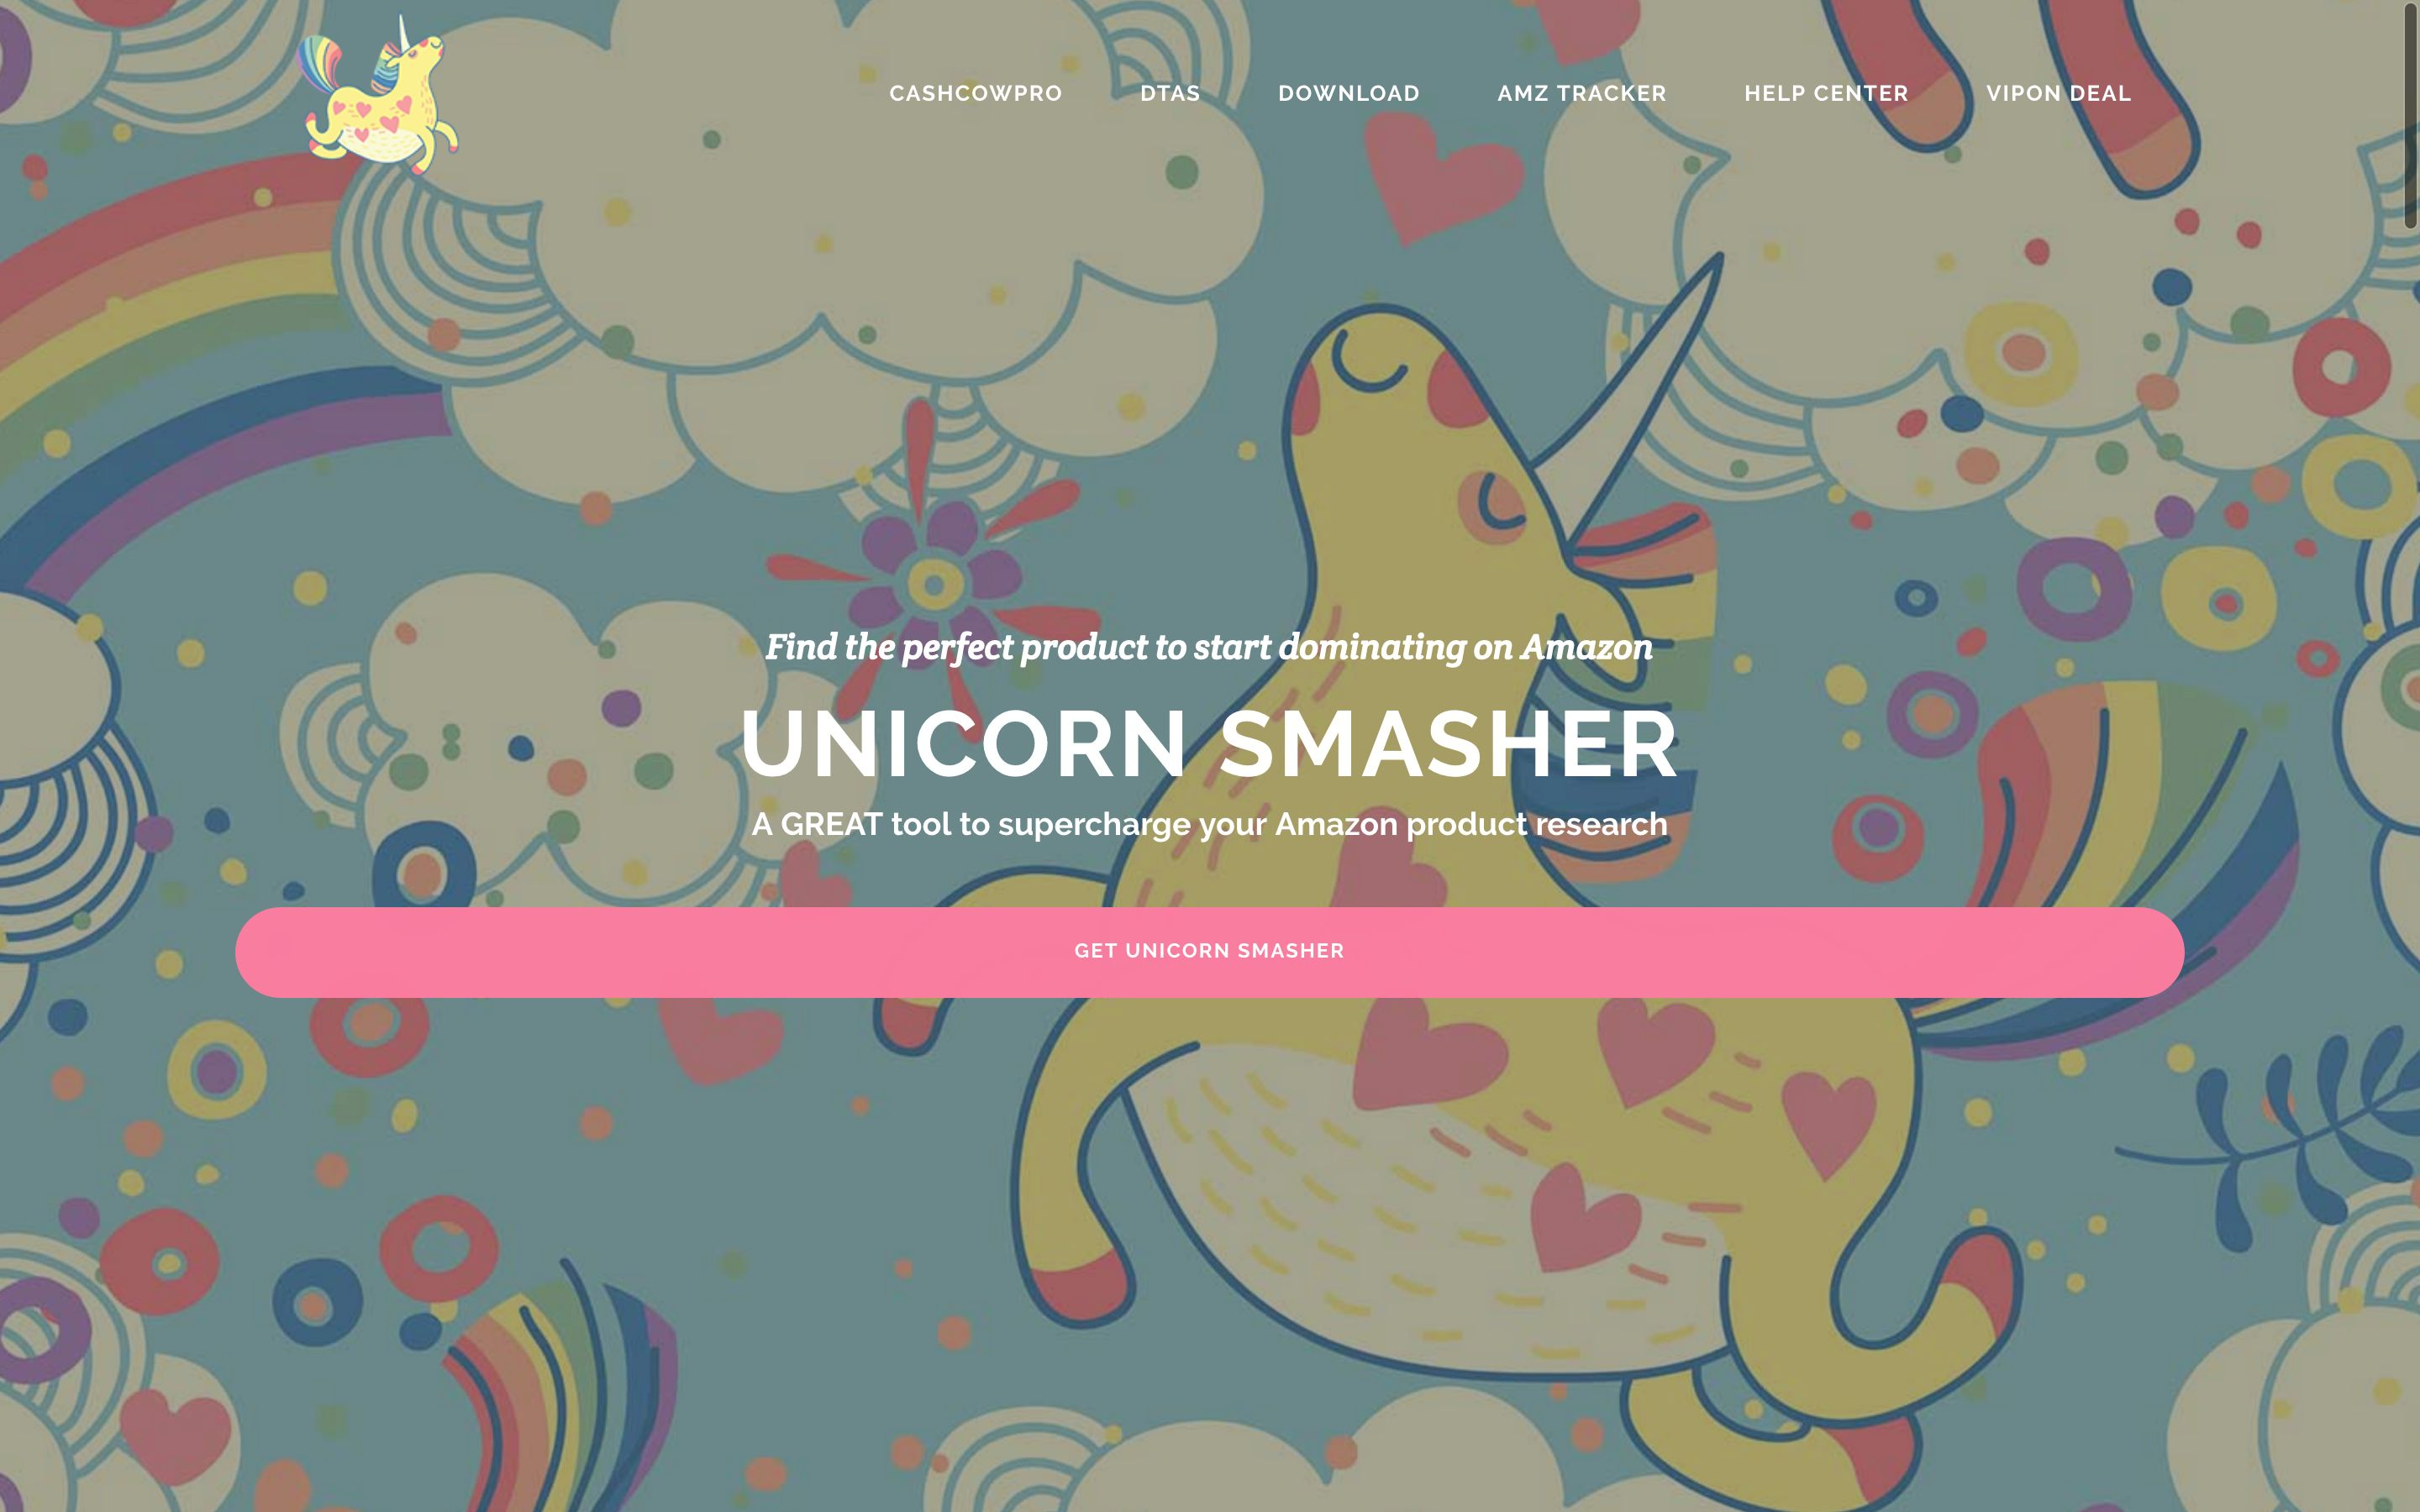 CASHCOWPRO DTAS DOWNLOAD AMZ TRACKER HELP CENTER VIPON DEAL
Find the perfect product to start dominating on Amazon
UNICORN SMASHER
A GREAT tool to supercharge your Amazon product research
GET UNICORN SMASHER